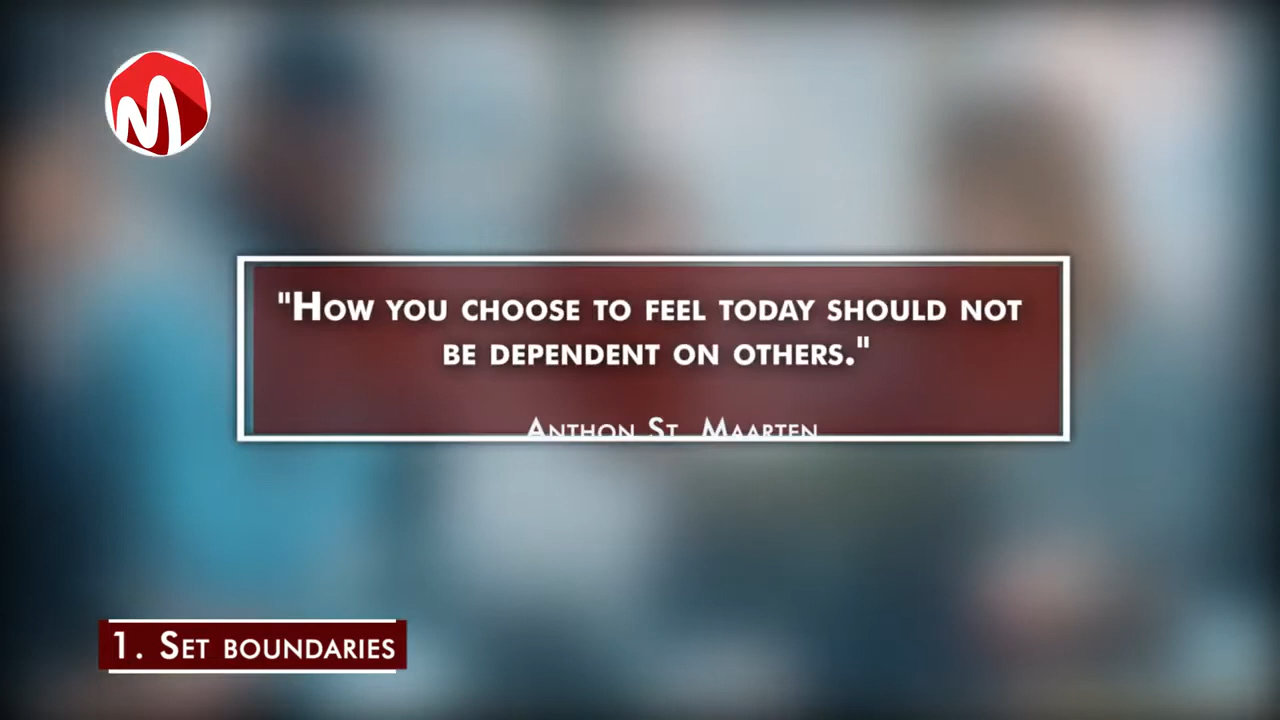 "How you choose to feel today should not
be dependent on others."
Anthon St. Maarten
1. Set boundaries